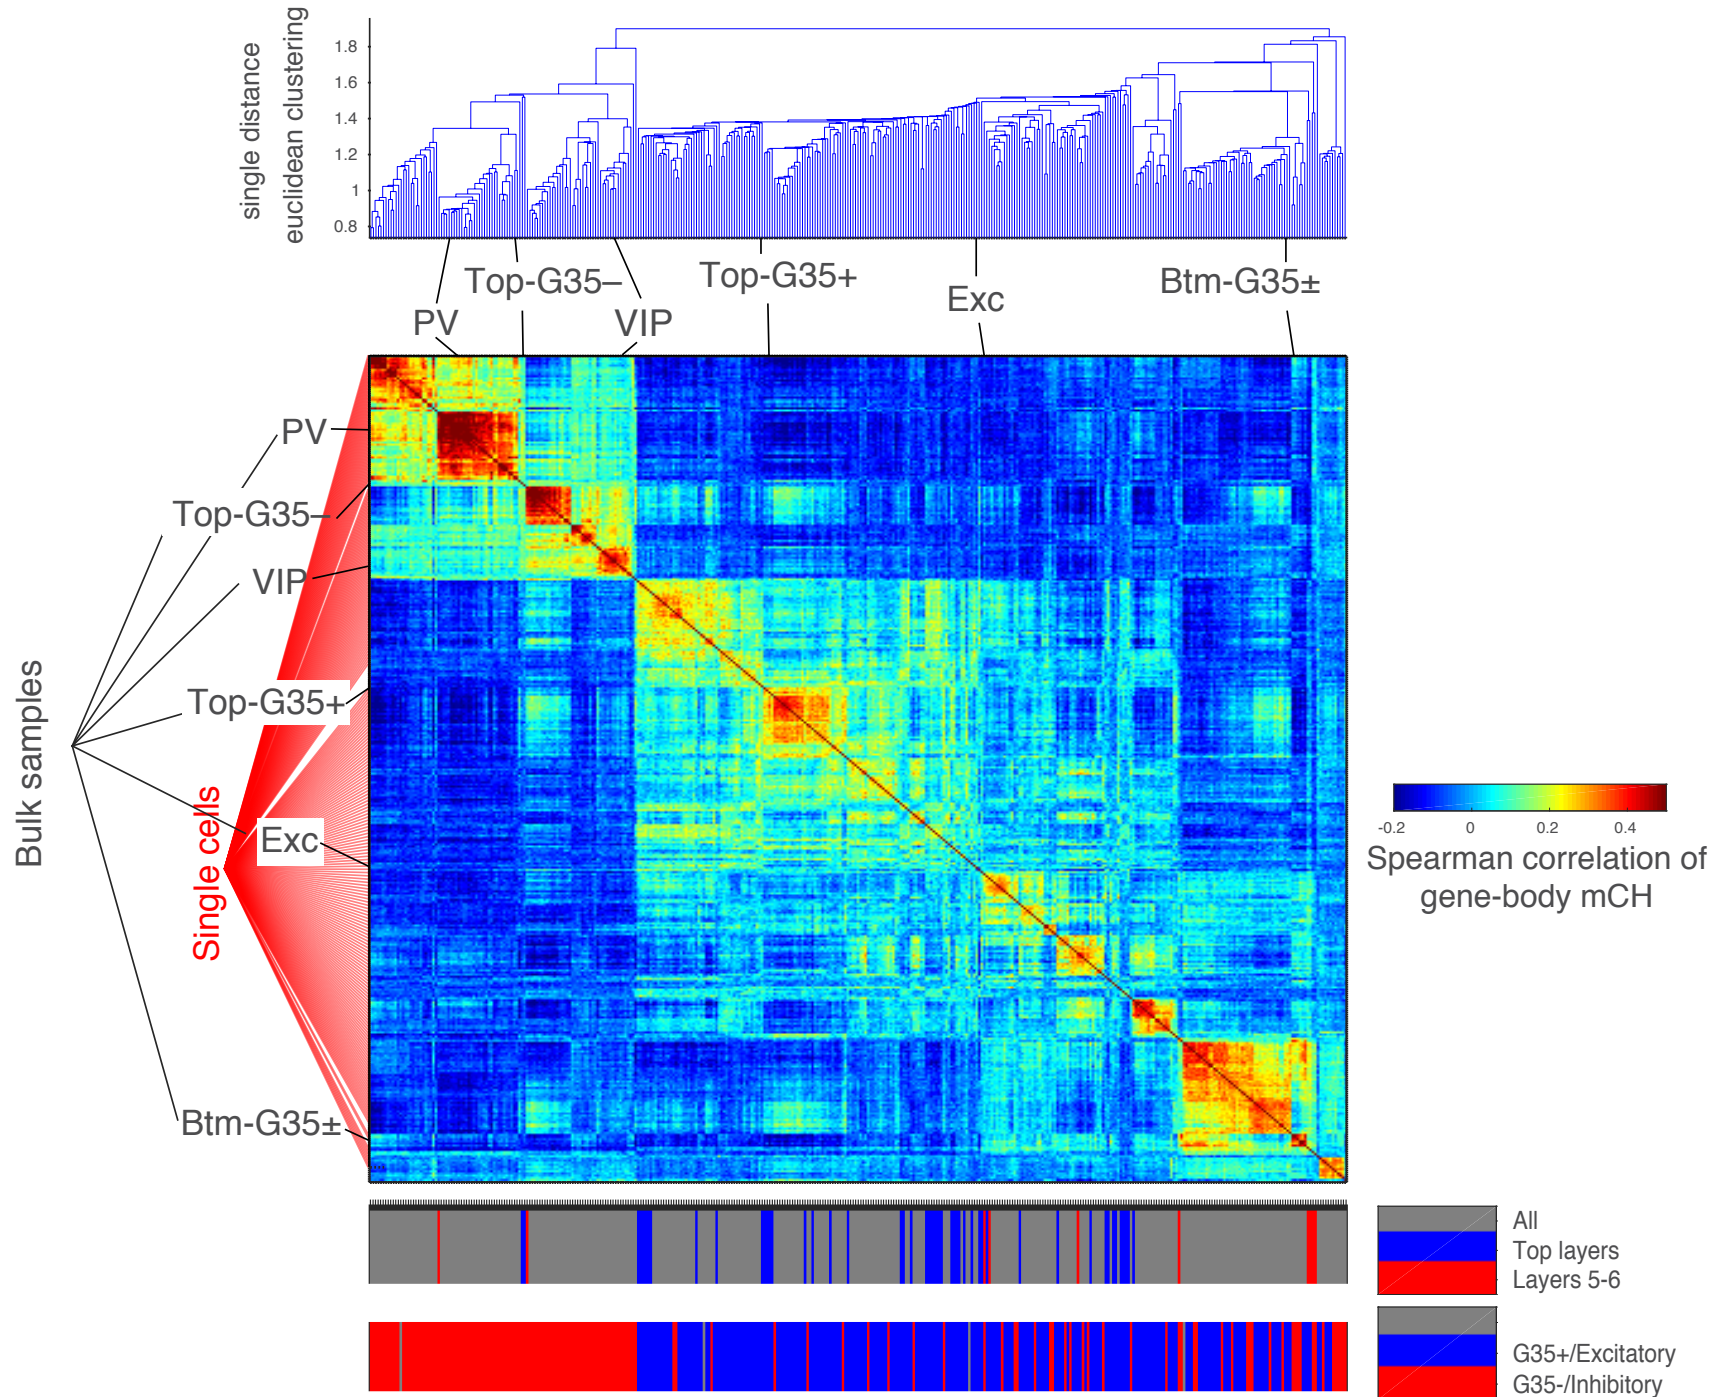 single distance
euclidean clustering
1.8
1.6
1.4
1.2
1
0.8
Top-G35–
Top-G35+
Btm-G35±
Exc
PV
VIP
PV
Top-G35–
VIP
Top-G35+
Exc
Btm-G35±
Bulk samples
Single cells
-0.2
0
0.2
0.4
Spearman correlation of
gene-body mCH
All
Top layers
Layers 5-6
G35+/Excitatory
G35-/Inhibitory